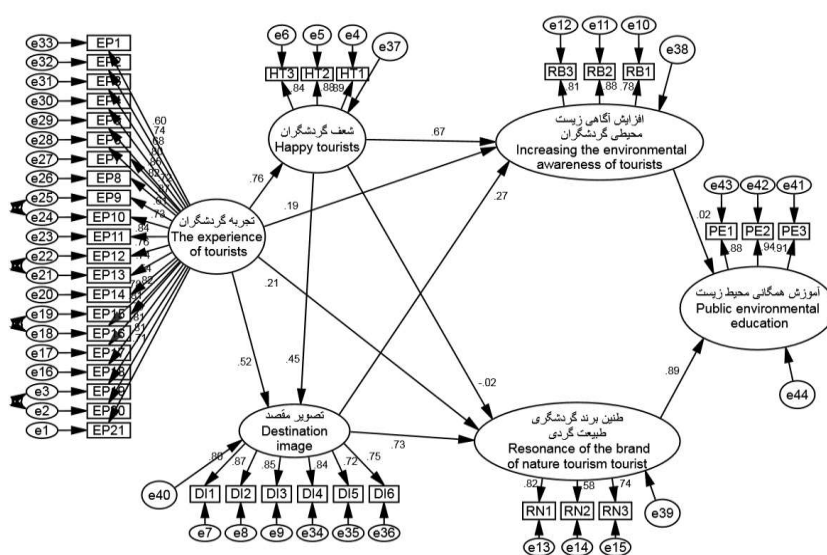 e33 EP1
e32 EP2
e31 EP3
e30 EP4
e29 EP5
e28 EP6
e27 EP7
e26 EP8
e25 EP9
e24 EP10
e23 EP11
e22 EP12
e21 EP13
e20 EP14
e19 EP15
e18 EP16
e17 EP17
e16 EP18
e3 EP19
e2 EP20
e1 EP21
.60
.74
.68
.61
.73
.84
.76
.71
تجربه گردشگران
The experience
of tourists
.76
.19
.21
.52
e6 e5 e4 e37
HT3 HT2 HT1
.84 .88 .89
شعف گردشگران
Happy tourists
.67
.45
-.02
e12 e11 e10 e38
RB3 RB2 RB1
.81 .88 .78
افزایش آگاهی زیست
محیطی گردشگران
Increasing the environmental
awareness of tourists
.27
.02
e43 e42 e41
PE1 PE2 PE3
.88 .94 .91
آموزش همگانی محیط زیست
Public environmental
education
.89
e44
تصویر مقصد
Destination
image
.73
e40
.87 .85 .84 .72 .75
DI1 DI2 DI3 DI4 DI5 DI6
e7 e8 e9 e34 e35 e36
طنین برند گردشگری
طبیعت گردی
Resonance of the brand
of nature tourism tourist
.82 .58 .74
RN1 RN2 RN3
e39
e13 e14 e15